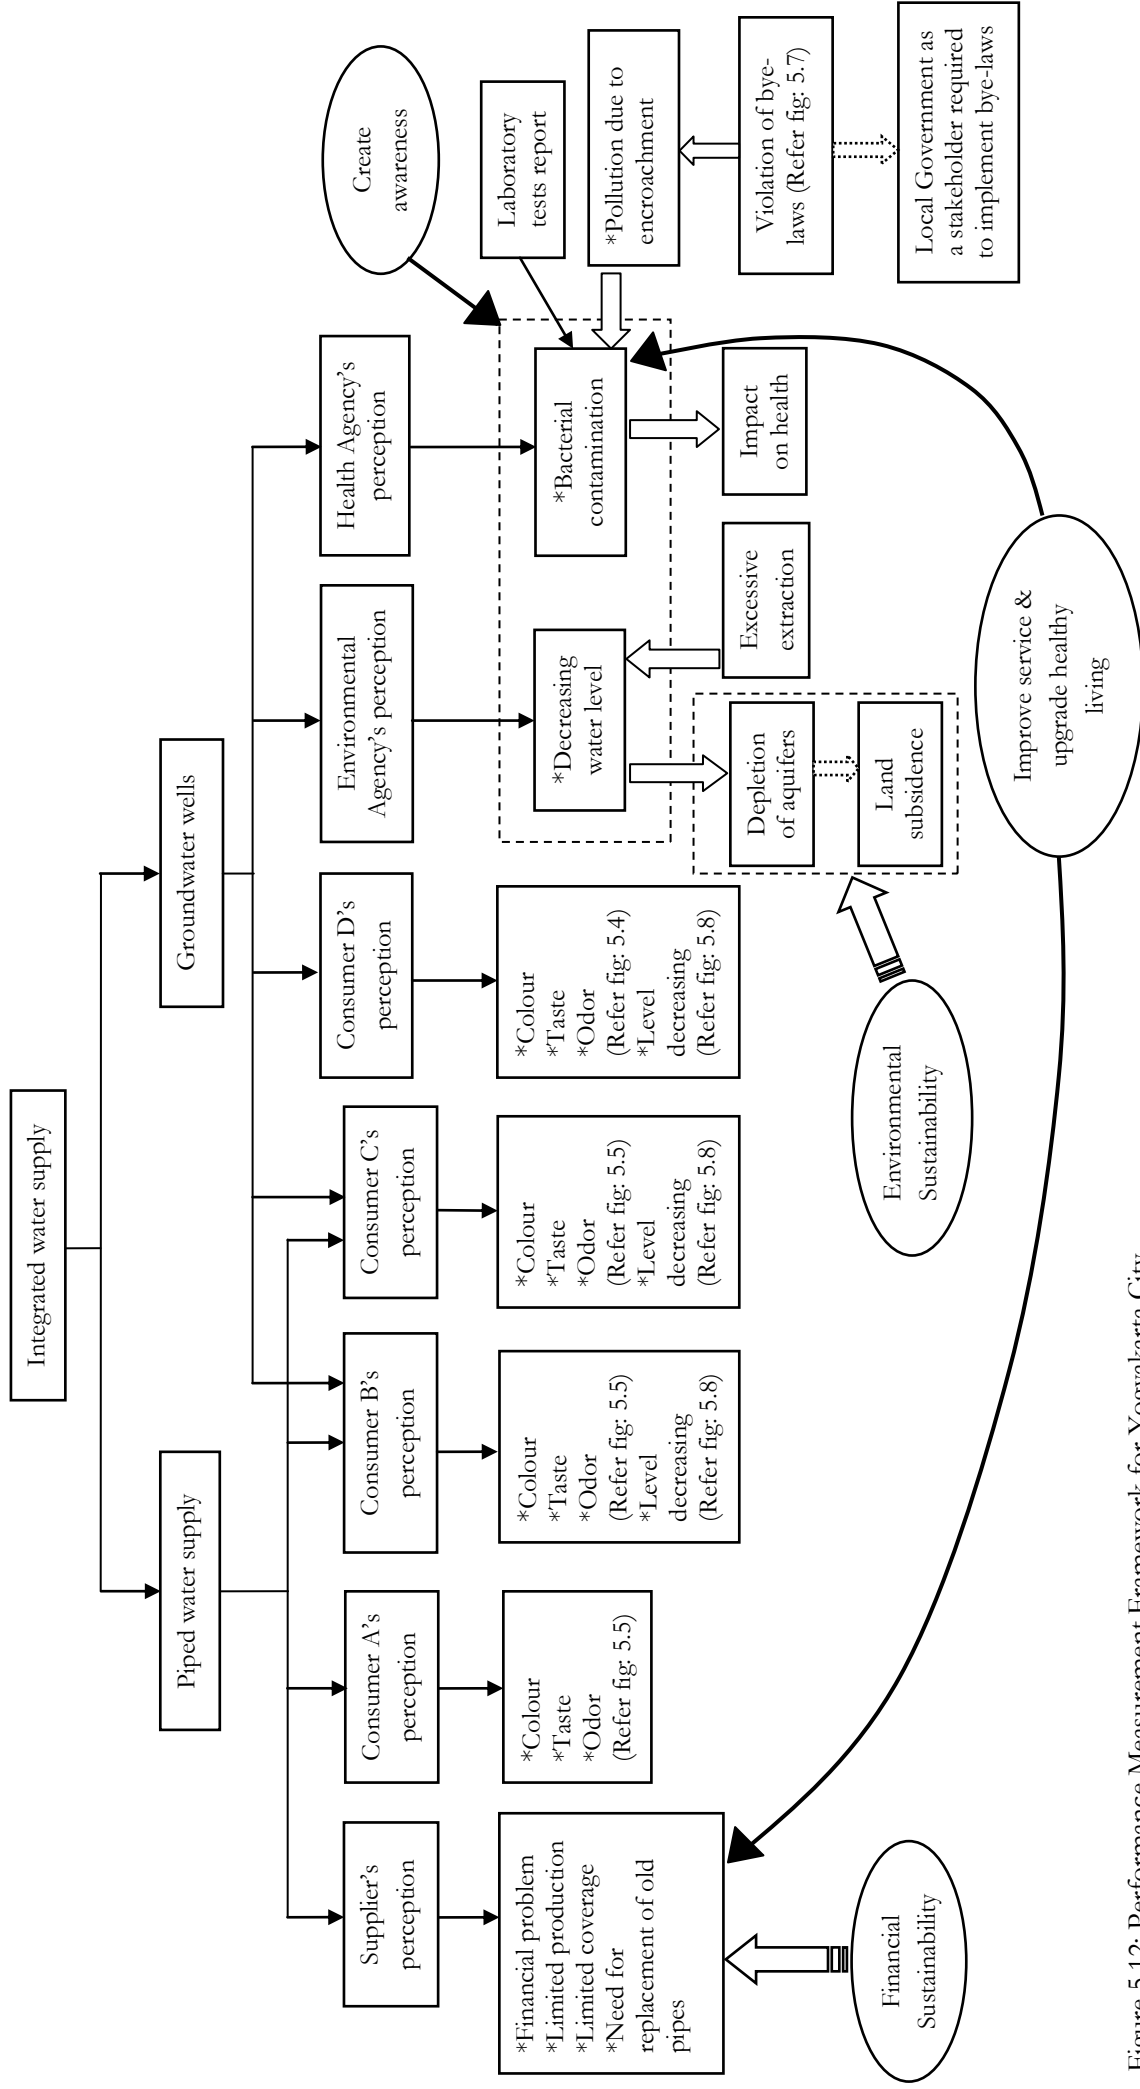 Integrated water supply
Piped water supply
Groundwater wells
Supplier's
perception
Consumer A's
perception
Consumer B's
perception
Consumer C's
perception
Consumer D's
perception
Environmental
Agency's perception
Health Agency's
perception
Create
awareness
*Financial problem
*Limited production
*Limited coverage
*Need for
replacement of old
pipes
*Colour
*Taste
*Odor
(Refer fig: 5.5)
*Colour
*Taste
*Odor
(Refer fig: 5.5)
*Level
decreasing
(Refer fig: 5.8)
*Colour
*Taste
*Odor
(Refer fig: 5.5)
*Level
decreasing
(Refer fig: 5.8)
*Colour
*Taste
*Odor
(Refer fig: 5.4)
*Level
decreasing
(Refer fig: 5.8)
*Decreasing
water level
*Bacterial
contamination
Laboratory
tests report
*Pollution due to
encroachment
Depletion
of aquifers
Excessive
extraction
Impact
on health
Violation of bye-
laws (Refer fig: 5.7)
Land
subsidence
Local Government as
a stakeholder required
to implement bye-laws
Financial
Sustainability
Environmental
Sustainability
Improve service &
upgrade healthy
living
Figure 5.12: Performance Measurement Framework for Yogyakarta City